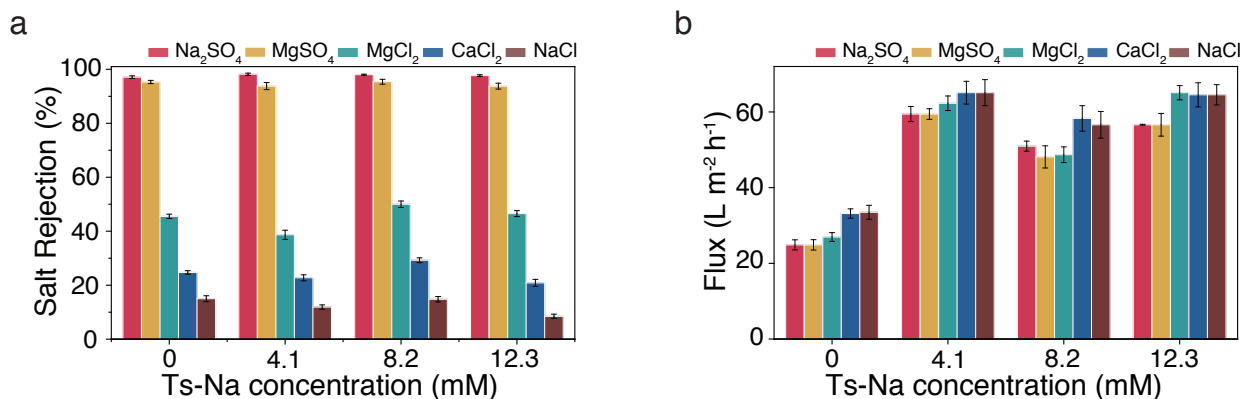 a
Na₂SO₄ MgSO₄ MgCl₂ CaCl₂ NaCl
Salt Rejection (%)
100
80
60
40
20
0
0 4.1 8.2 12.3
Ts-Na concentration (mM)
b
Na₂SO₄ MgSO₄ MgCl₂ CaCl₂ NaCl
Flux (L m⁻² h⁻¹)
60
40
20
0
0 4.1 8.2 12.3
Ts-Na concentration (mM)